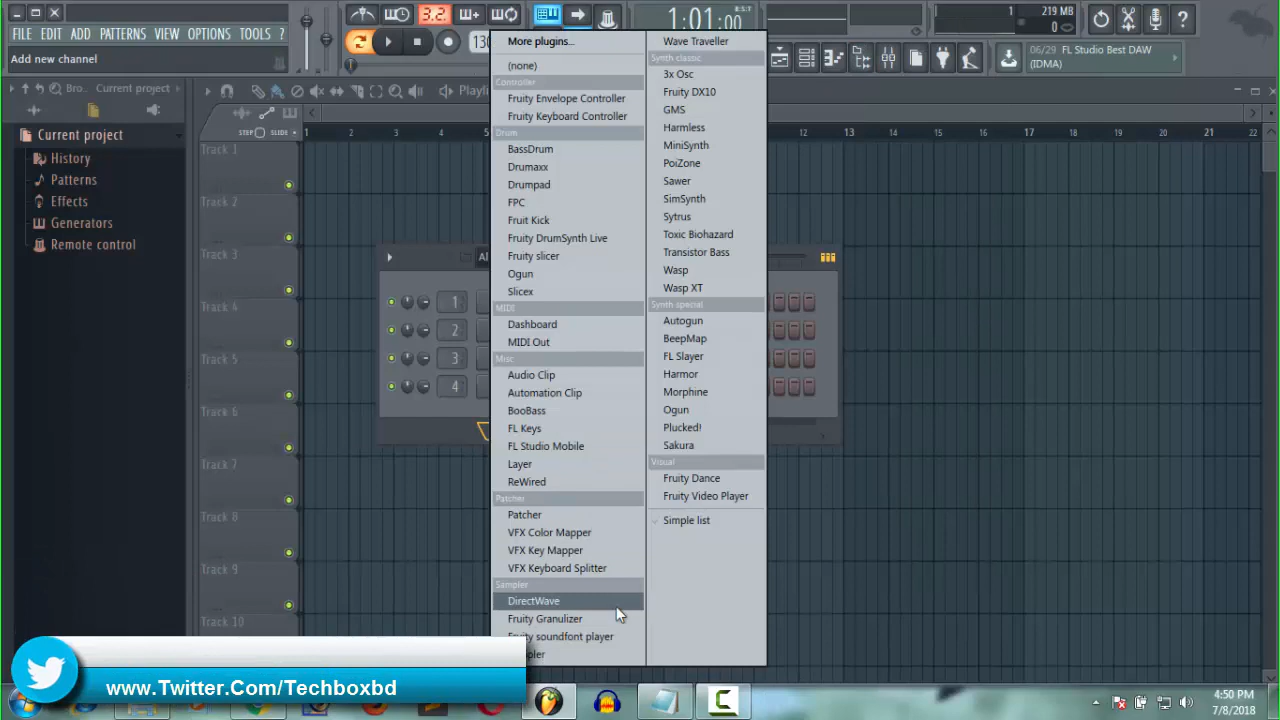 FILE EDIT ADD PATTERNS VIEW OPTIONS TOOLS ?
Add new channel
3.2
130
1:01:00
B:S:T
1
219 MB
0
06/29 FL Studio Best DAW
(IDMA)
Bro.. Current project
Current project
History
Patterns
Effects
Generators
Remote control
STEP SLIDE
1 2 3 4 5 12 13 14 15 16 17 18 19 20 21 22
Track 1
Track 2
Track 3
Track 4
Track 5
Track 6
Track 7
Track 8
Track 9
Track 10
1
2
3
4
More plugins...
(none)
Controller
Fruity Envelope Controller
Fruity Keyboard Controller
Drum
BassDrum
Drumaxx
Drumpad
FPC
Fruit Kick
Fruity DrumSynth Live
Fruity slicer
Ogun
Slicex
MIDI
Dashboard
MIDI Out
Misc
Audio Clip
Automation Clip
BooBass
FL Keys
FL Studio Mobile
Layer
ReWired
Patcher
Patcher
VFX Color Mapper
VFX Key Mapper
VFX Keyboard Splitter
Sampler
DirectWave
Fruity Granulizer
Fruity soundfont player
Wave Traveller
Synth classic
3x Osc
Fruity DX10
GMS
Harmless
MiniSynth
PoiZone
Sawer
SimSynth
Sytrus
Toxic Biohazard
Transistor Bass
Wasp
Wasp XT
Synth special
Autogun
BeepMap
FL Slayer
Harmor
Morphine
Ogun
Plucked!
Sakura
Visual
Fruity Dance
Fruity Video Player
Simple list
www.Twitter.Com/Techboxbd
4:50 PM
7/8/2018